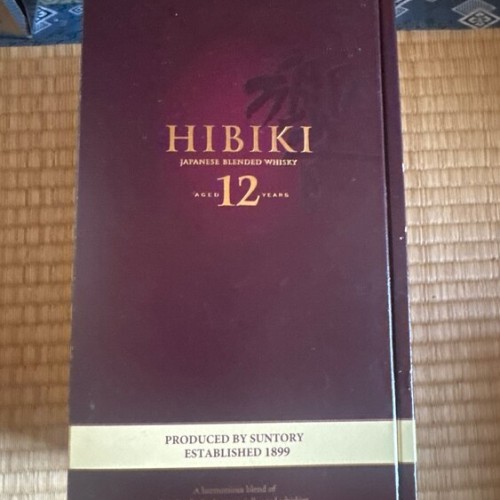 HIBIKI
JAPANESE BLENDED WHISKY
AGED 12 YEARS
PRODUCED BY SUNTORY
ESTABLISHED 1899
A harmonious blend of